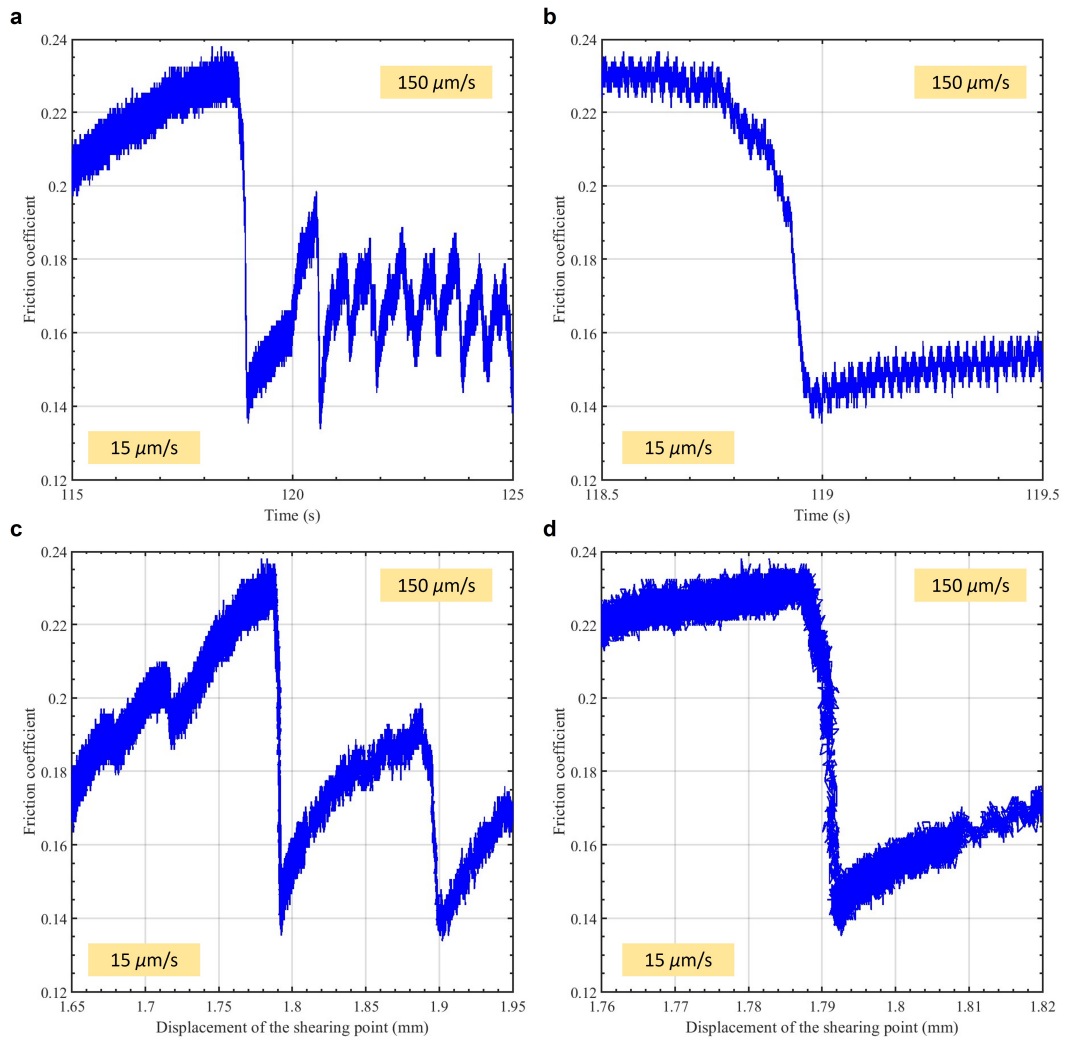 a
0.24
0.22
0.2
0.18
0.16
0.14
0.12
Friction coefficient
150 μm/s
15 μm/s
115
120
125
Time (s)
b
0.24
0.22
0.2
0.18
0.16
0.14
0.12
Friction coefficient
150 μm/s
15 μm/s
118.5
119
119.5
Time (s)
c
0.24
0.22
0.2
0.18
0.16
0.14
0.12
Friction coefficient
150 μm/s
15 μm/s
1.65
1.7
1.75
1.8
1.85
1.9
1.95
Displacement of the shearing point (mm)
d
0.24
0.22
0.2
0.18
0.16
0.14
0.12
Friction coefficient
150 μm/s
15 μm/s
1.76
1.77
1.78
1.79
1.8
1.81
1.82
Displacement of the shearing point (mm)